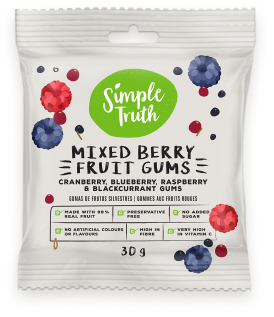 Simple
Truth
MIXED BERRY
FRUIT GUMS
CRANBERRY, BLUEBERRY, RASPBERRY
& BLACKCURRANT GUMS
GOMAS DE FRUTOS SILVESTRES | GOMMES AUX FRUITS ROUGES
MADE WITH 88%
REAL FRUIT
PRESERVATIVE
FREE
NO ADDED
SUGAR
NO ARTIFICIAL COLOURS
OR FLAVOURS
HIGH IN
FIBRE
VERY HIGH
IN VITAMIN C
30g